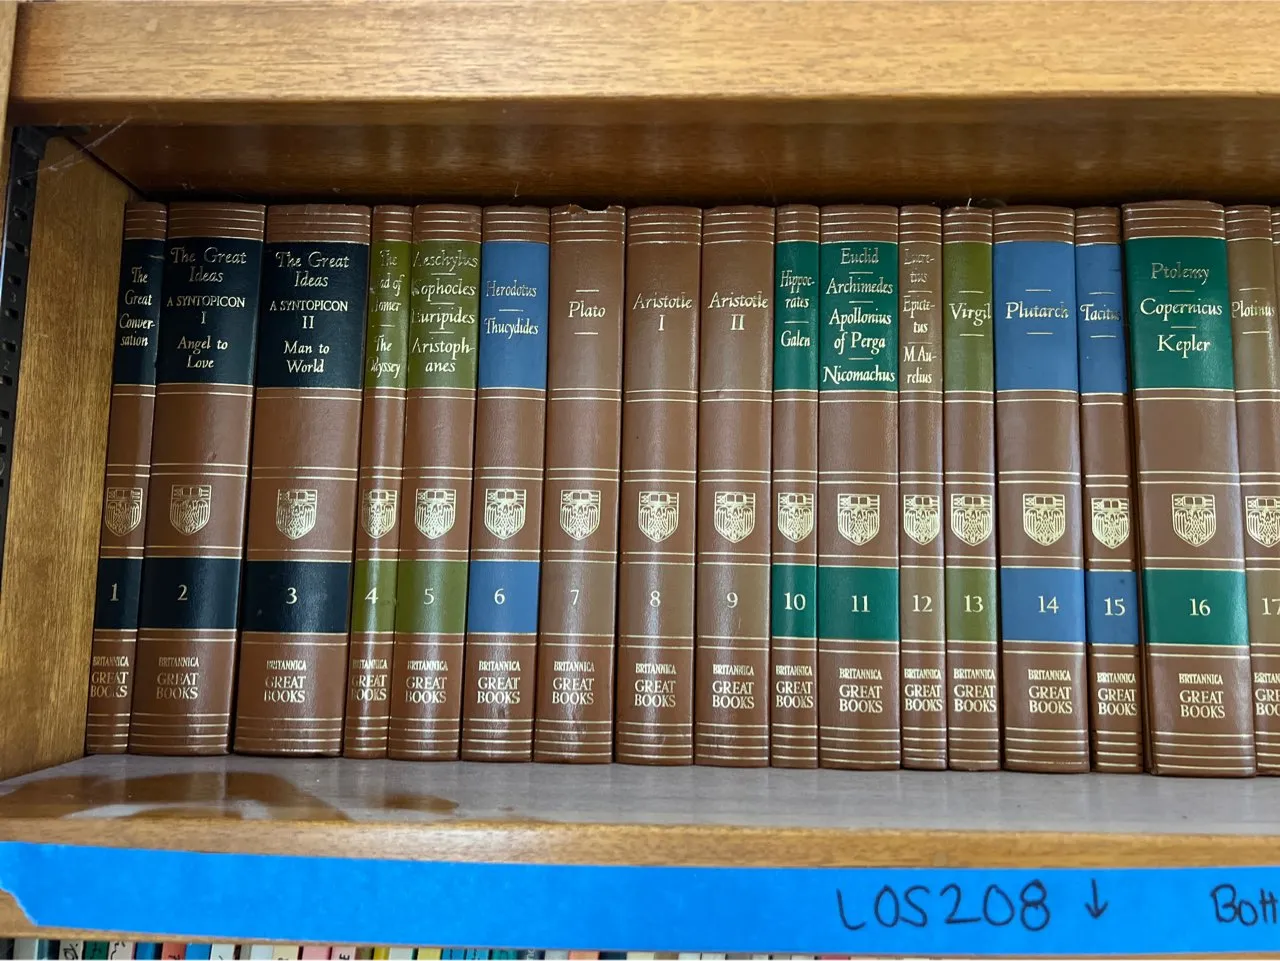 The
Great
Conver-
sation
1
BRITANNICA
GREAT
BOOKS
The Great
Ideas
A SYNTOPICON
I
Angel to
Love
2
BRITANNICA
GREAT
BOOKS
The Great
Ideas
A SYNTOPICON
II
Man to
World
3
BRITANNICA
GREAT
BOOKS
The
of
Homer
The
Odyssey
4
BRITANNICA
GREAT
BOOKS
Aeschylus
Sophocles
Euripides
Aristoph-
anes
5
BRITANNICA
GREAT
BOOKS
Herodotus
Thucydides
6
BRITANNICA
GREAT
BOOKS
Plato
7
BRITANNICA
GREAT
BOOKS
Aristotle
I
8
BRITANNICA
GREAT
BOOKS
Aristotle
II
9
BRITANNICA
GREAT
BOOKS
Hippoc-
rates
Galen
10
BRITANNICA
GREAT
BOOKS
Euclid
Archimedes
Apollonius
of Perga
Nicomachus
11
BRITANNICA
GREAT
BOOKS
Lucre-
tius
Epicte-
tus
M.Au-
relius
12
BRITANNICA
GREAT
BOOKS
Virgil
13
BRITANNICA
GREAT
BOOKS
Plutarch
14
BRITANNICA
GREAT
BOOKS
Tacitus
15
BRITANNICA
GREAT
BOOKS
Ptolemy
Copernicus
Kepler
16
BRITANNICA
GREAT
BOOKS
Plotinus
17
LOS208 ↓ Bott